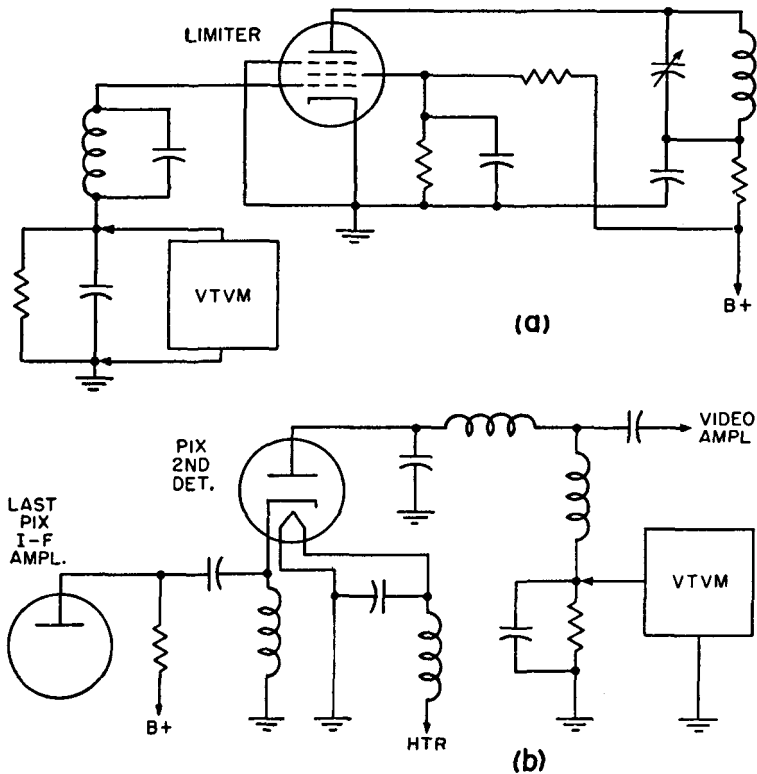 LIMITER
VTVM
B+
(a)
PIX
2ND
DET.
VIDEO
AMPL
LAST
PIX
I-F
AMPL.
VTVM
B+
HTR
(b)